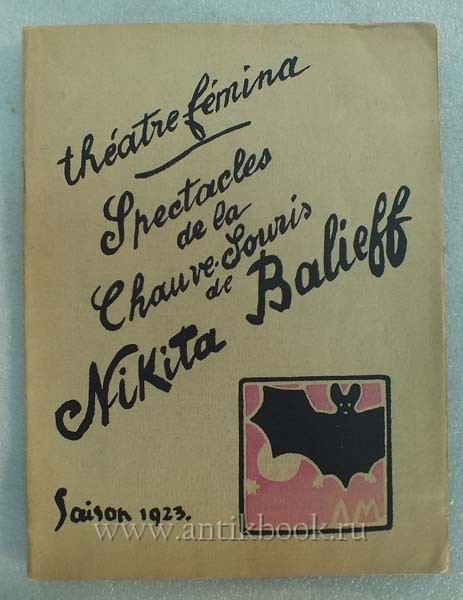 théatre fémina
Spectacles
de la
Chauve-Souris
de
Nikita Balieff
AM
Saison 1923.
www.antikbook.ru